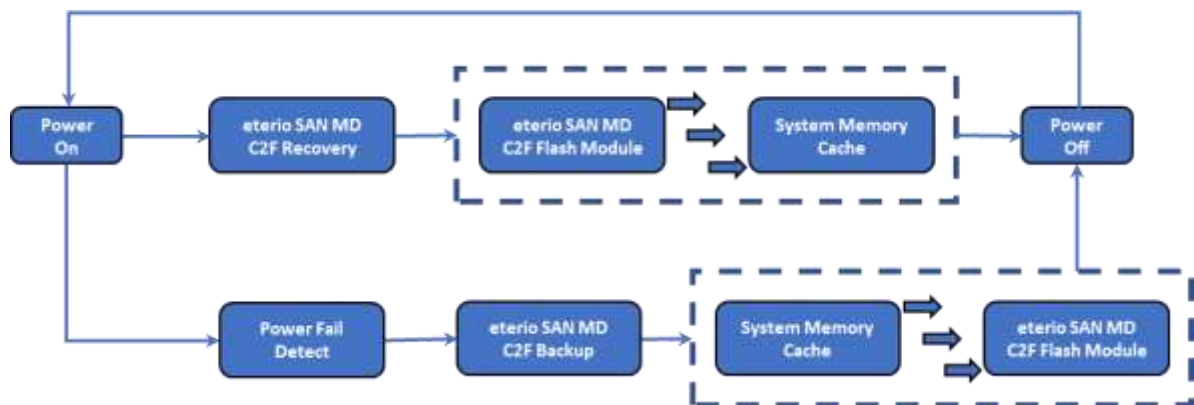 Power
On
eterio SAN MD
C2F Recovery
eterio SAN MD
C2F Flash Module
System Memory
Cache
Power
Off
Power Fail
Detect
eterio SAN MD
C2F Backup
System Memory
Cache
eterio SAN MD
C2F Flash Module